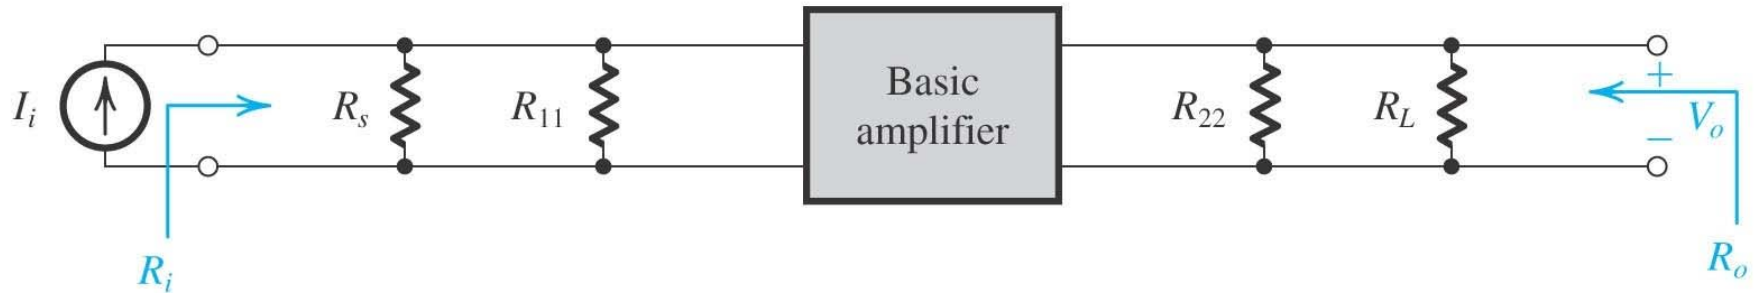 I_i
R_s
R_11
Basic
amplifier
R_22
R_L
+
V_o
−
R_i
R_o